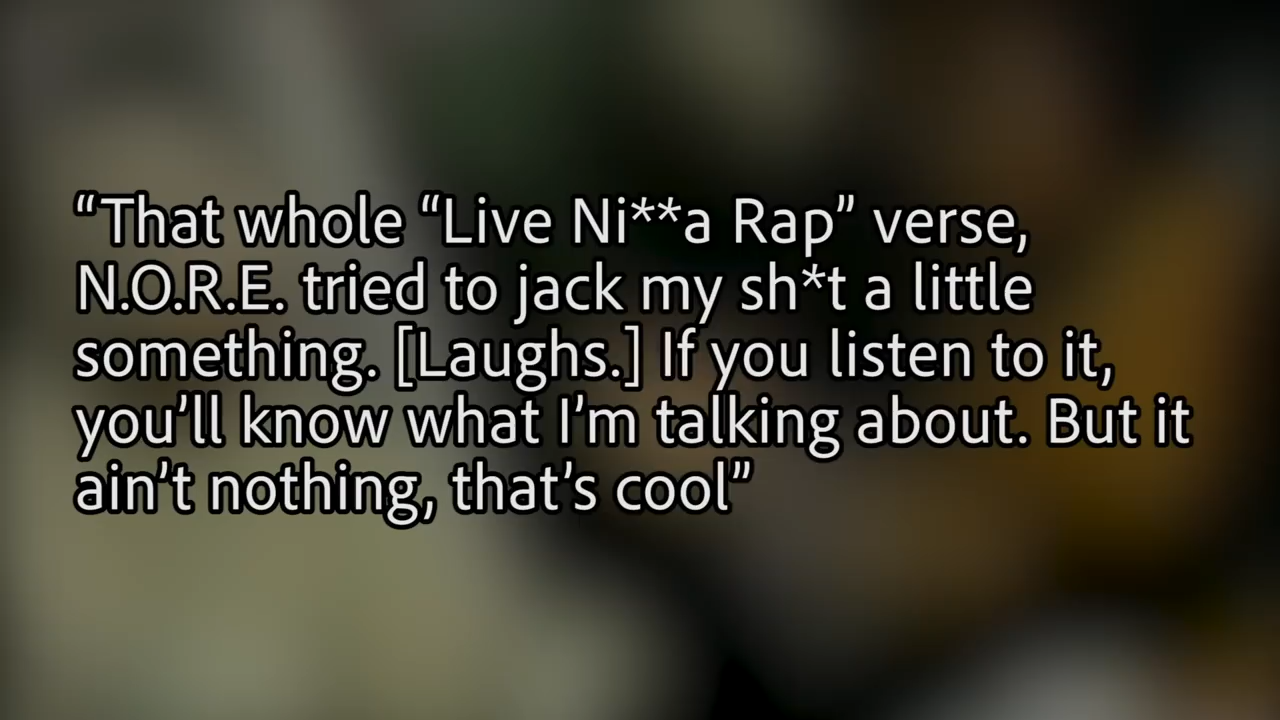 “That whole “Live Ni**a Rap” verse,
N.O.R.E. tried to jack my sh*t a little
something. [Laughs.] If you listen to it,
you’ll know what I’m talking about. But it
ain’t nothing, that’s cool”